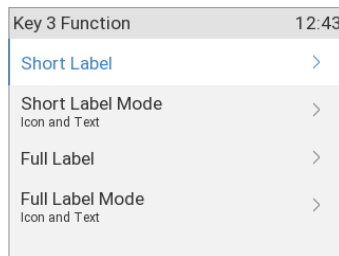 Key 3 Function 12:43
Short Label
Short Label Mode
Icon and Text
Full Label
Full Label Mode
Icon and Text